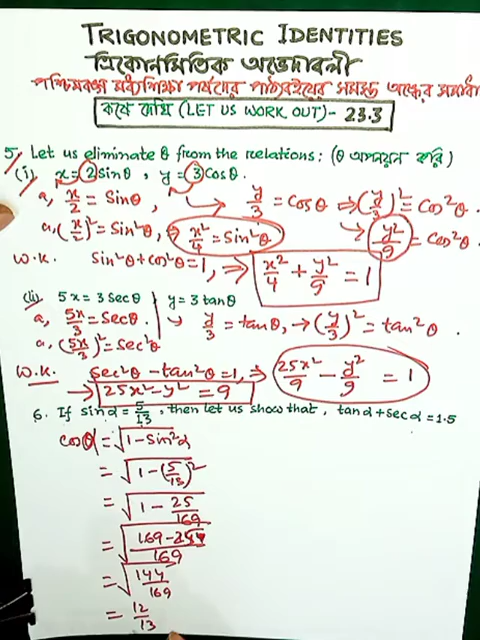 TRIGONOMETRIC IDENTITIES
ত্রিকোনমিতিক অভেদাবলী
পশ্চিমবঙ্গ মধ্যশিক্ষা পর্ষদের পাঠ্যবইয়ের সমস্ত অঙ্কের সমাধা
কষে দেখি (LET US WORK OUT)- 23.3
5. Let us eliminate θ from the relations: (θ অপনয়ন করি)
(i) x = 2 sinθ, y = 3 cosθ.
a, x/2 = Sinθ, → y/3 = Cosθ ⇒ (y/3)² = Cos²θ.
a, (x/2)² = Sin²θ, ⇒ x²/4 = Sin²θ → y²/9 = Cos²θ.
W.K. Sin²θ + cos²θ = 1, ⇒ x²/4 + y²/9 = 1
(ii) 5x = 3 Secθ y = 3 tanθ
a, 5x/3 = Secθ. → y/3 = tanθ, → (y/3)² = tan²θ.
a, (5x/3)² = Sec²θ
W.K. Sec²θ - tan²θ = 1, ⇒ 25x²/9 - y²/9 = 1
→ 25x² - y² = 9
6. If sinα = 5/13, then let us show that, tanα + secα = 1.5
cosα = √1 - Sin²α
= √1 - (5/13)²
= √1 - 25/169
= √169 - 25/169
= √144/169
= 12/13